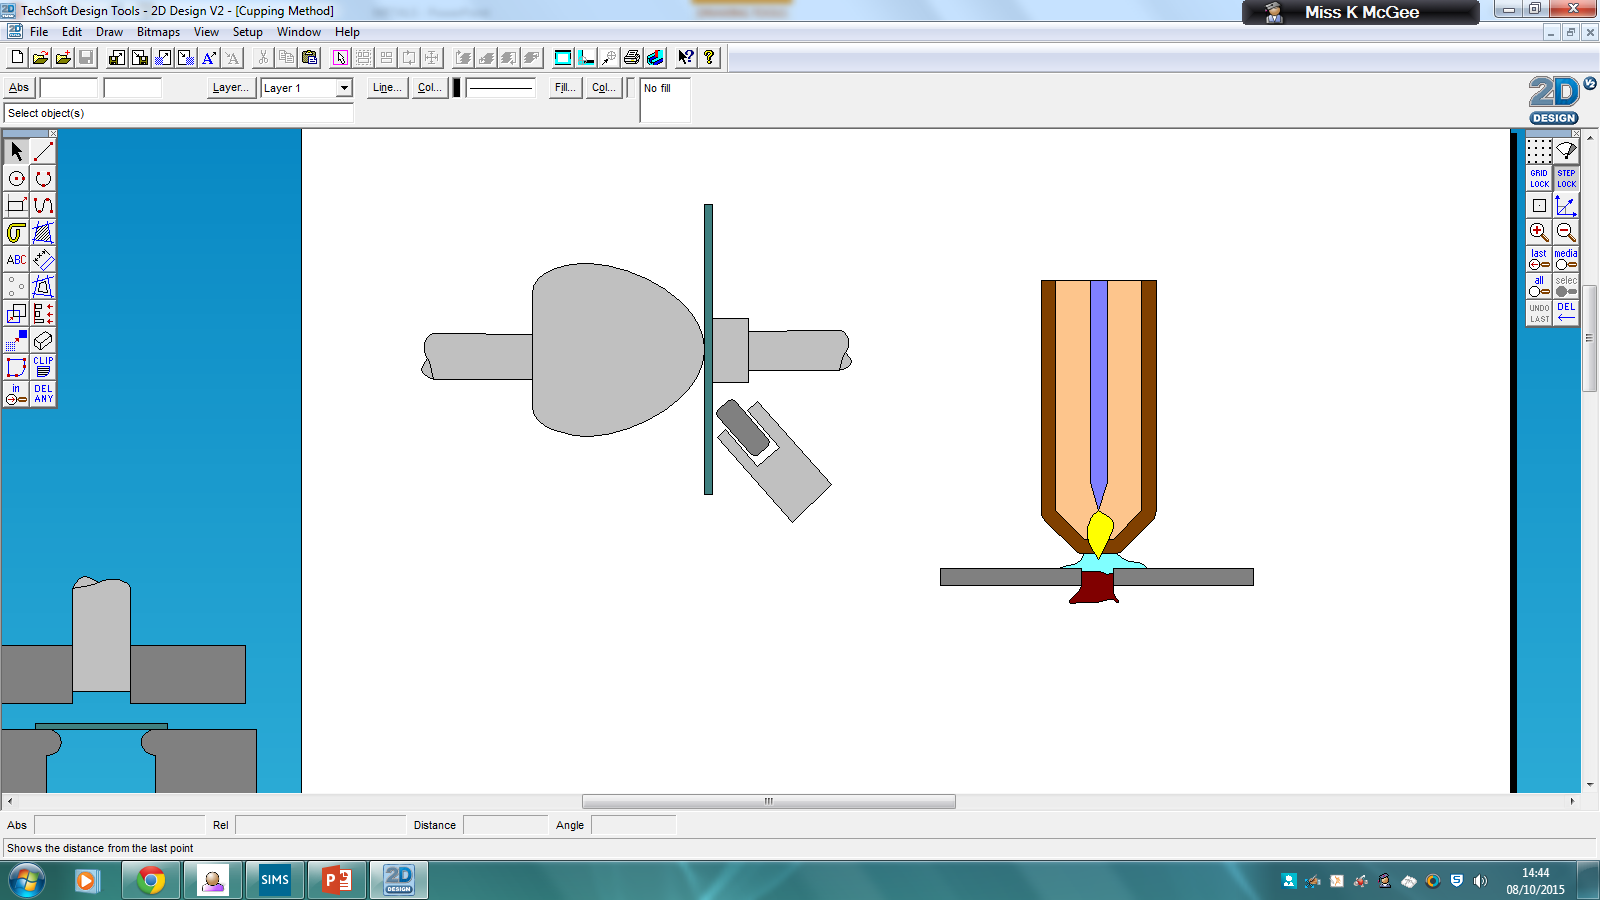 TechSoft Design Tools - 2D Design V2 - [Cupping Method]
Miss K McGee
File Edit Draw Bitmaps View Setup Window Help
Abs Layer... Layer 1 Line... Col... Fill... Col... No fill
Select object(s)
2D V2
DESIGN
GRID LOCK STEP LOCK
ABC
last media
all selec
UNDO LAST DEL
CLIP
in DEL ANY
Abs Rel Distance Angle
Shows the distance from the last point
SIMS
2D DESIGN
14:44
08/10/2015